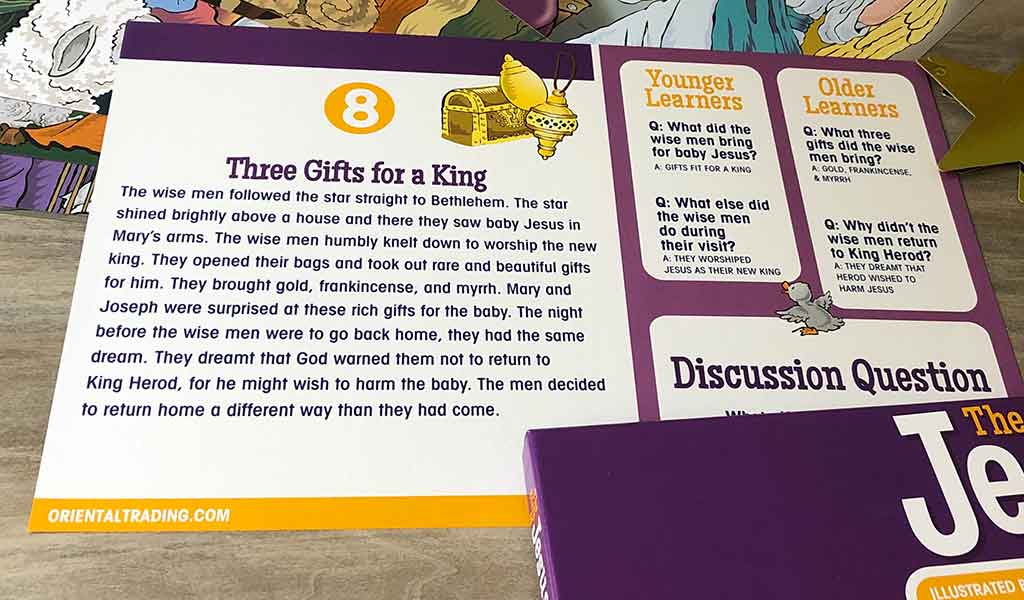 8
Three Gifts for a King
The wise men followed the star straight to Bethlehem. The star
shined brightly above a house and there they saw baby Jesus in
Mary's arms. The wise men humbly knelt down to worship the new
king. They opened their bags and took out rare and beautiful gifts
for him. They brought gold, frankincense, and myrrh. Mary and
Joseph were surprised at these rich gifts for the baby. The night
before the wise men were to go back home, they had the same
dream. They dreamt that God warned them not to return to
King Herod, for he might wish to harm the baby. The men decided
to return home a different way than they had come.
ORIENTALTRADING.COM
Younger
Learners
Q: What did the
wise men bring
for baby Jesus?
A: GIFTS FIT FOR A KING
Q: What else did
the wise men
do during
their visit?
A: THEY WORSHIPED
JESUS AS THEIR NEW KING
Older
Learners
Q: What three
gifts did the wise
men bring?
A: GOLD, FRANKINCENSE,
& MYRRH
Q: Why didn't the
wise men return
to King Herod?
A: THEY DREAMT THAT
HEROD WISHED TO
HARM JESUS
Discussion Question
The
Je
ILLUSTRATED
Jesus